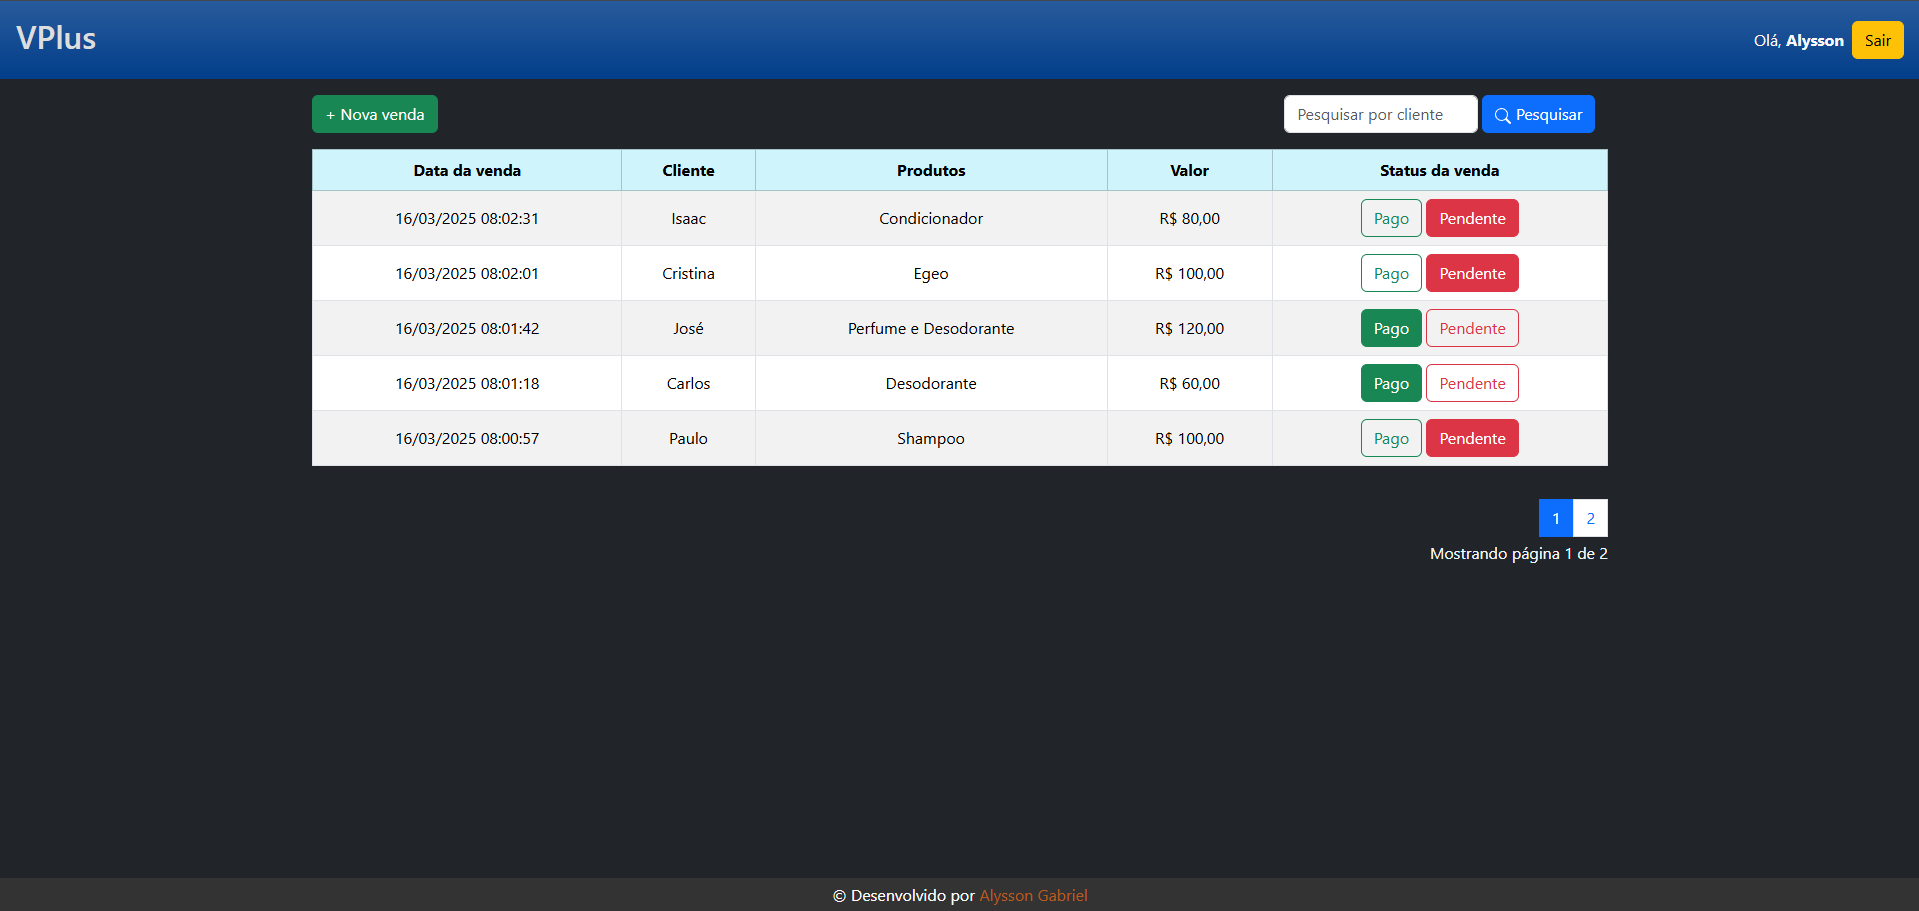 VPlus
Olá, Alysson Sair
+ Nova venda
Pesquisar por cliente Pesquisar
Data da venda Cliente Produtos Valor Status da venda
16/03/2025 08:02:31 Isaac Condicionador R$ 80,00 Pago Pendente
16/03/2025 08:02:01 Cristina Egeo R$ 100,00 Pago Pendente
16/03/2025 08:01:42 José Perfume e Desodorante R$ 120,00 Pago Pendente
16/03/2025 08:01:18 Carlos Desodorante R$ 60,00 Pago Pendente
16/03/2025 08:00:57 Paulo Shampoo R$ 100,00 Pago Pendente
1 2
Mostrando página 1 de 2
© Desenvolvido por Alysson Gabriel